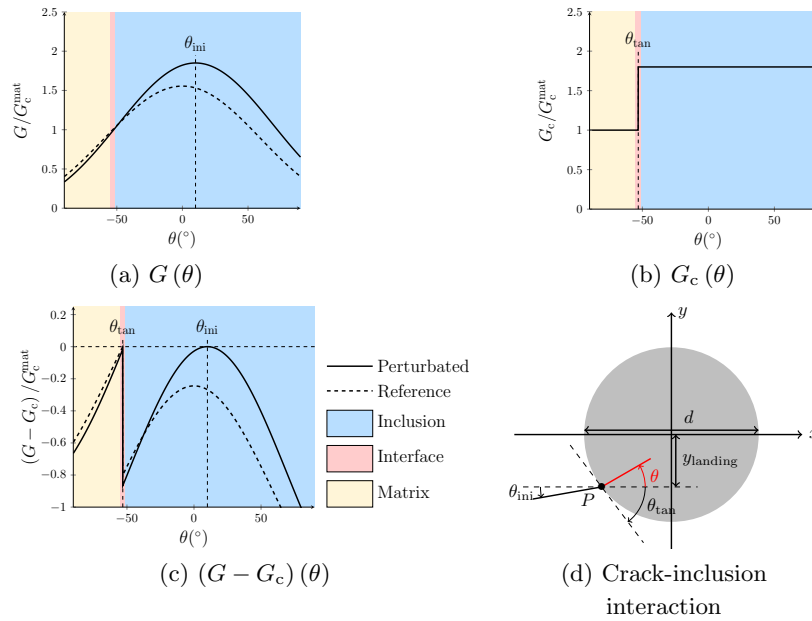 2.5
2
1.5
1
0.5
0
−50
0
50
G/G_c^mat
θ_ini
θ(°)
(a) G (θ)
2.5
2
1.5
1
0.5
0
−50
0
50
G_c/G_c^mat
θ_tan
θ(°)
(b) G_c (θ)
0.2
0
−0.2
−0.4
−0.6
−0.8
−1
−50
0
50
(G − G_c) /G_c^mat
θ_tan
θ_ini
θ(°)
(c) (G − G_c) (θ)
Perturbated
Reference
Inclusion
Interface
Matrix
y
x
d
y_landing
θ
θ_ini
P
θ_tan
(d) Crack-inclusion
interaction